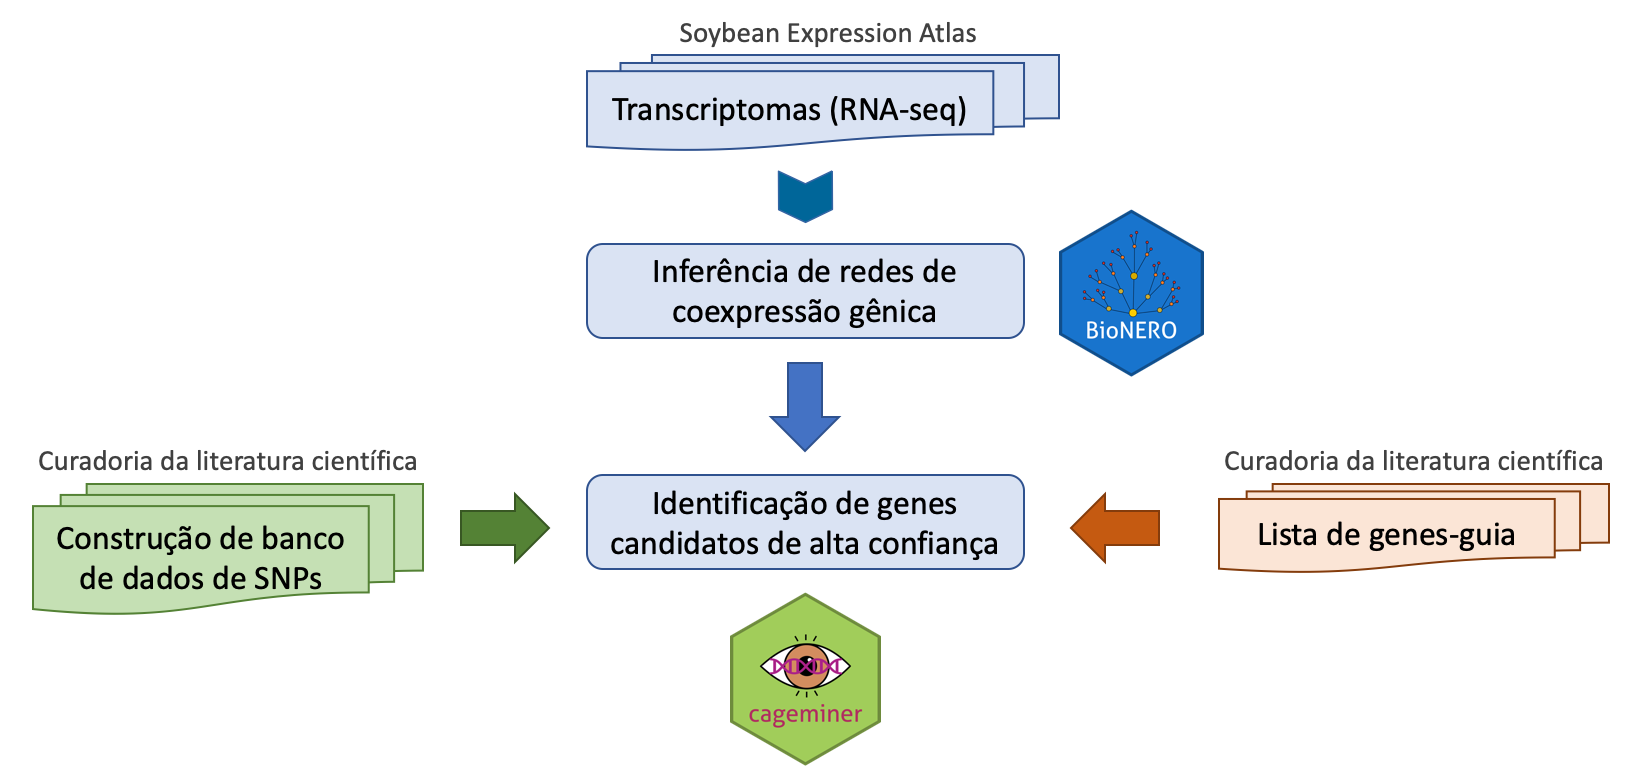 Soybean Expression Atlas
Transcriptomas (RNA-seq)
Inferência de redes de
coexpressão gênica
BioNERO
Curadoria da literatura científica
Construção de banco
de dados de SNPs
Identificação de genes
candidatos de alta confiança
Curadoria da literatura científica
Lista de genes-guia
cageminer